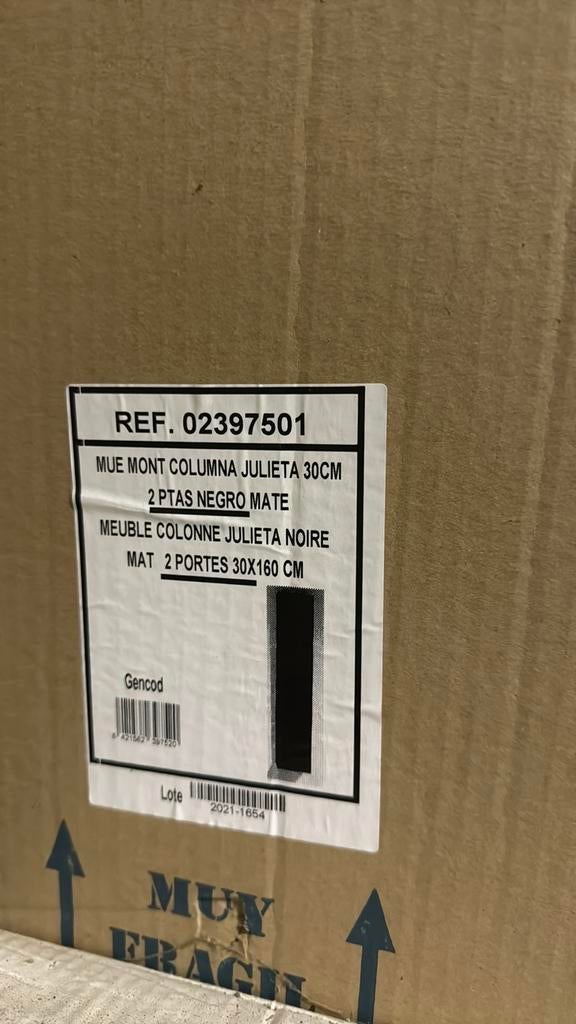 REF. 02397501
MUE MONT COLUMNA JULIETA 30CM
2 PTAS NEGRO MATE
MEUBLE COLONNE JULIETA NOIRE
MAT 2 PORTES 30X160 CM
Gencod
Lote
2021-1654
MUY
FRAGIL